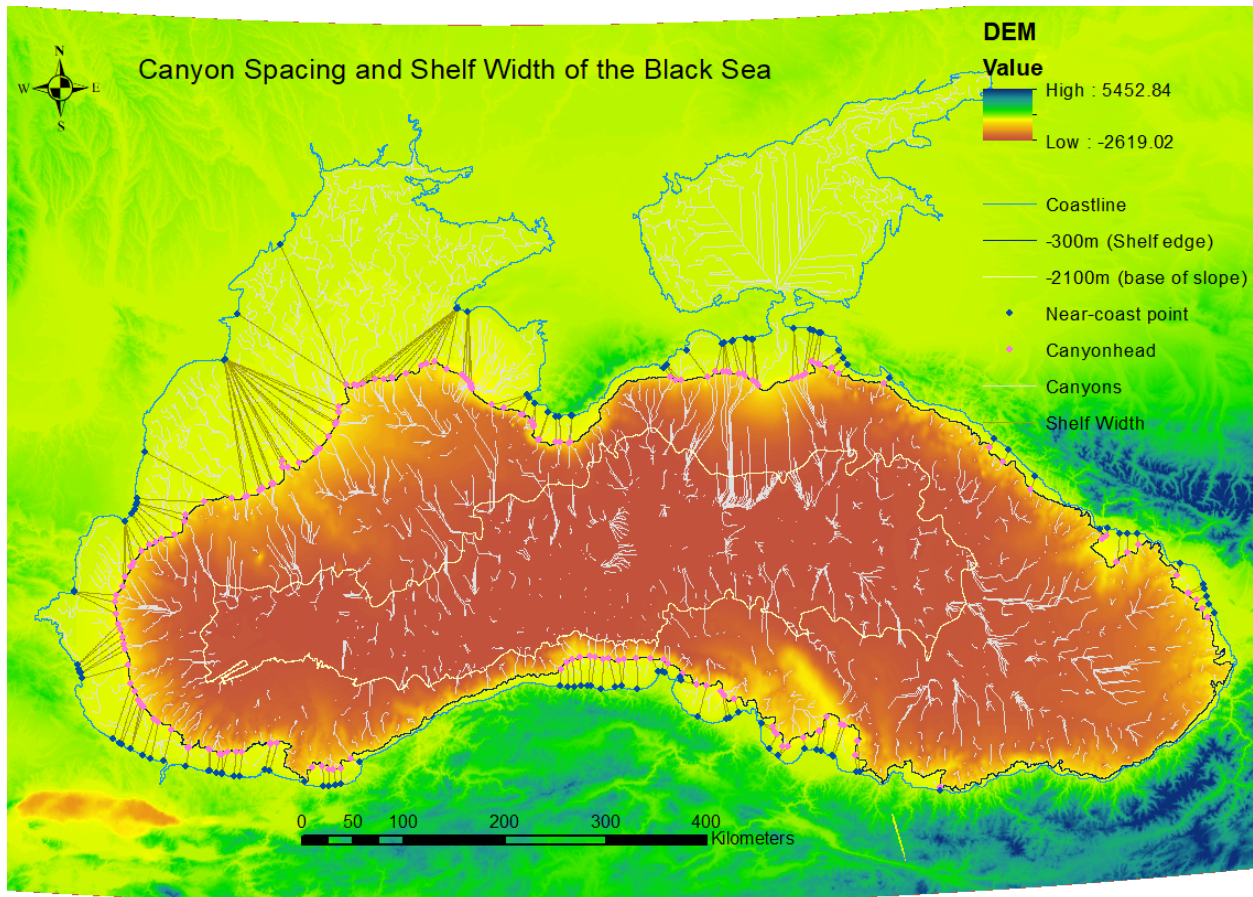 Canyon Spacing and Shelf Width of the Black Sea
N
W E
S
DEM
Value
High : 5452.84
Low : -2619.02
Coastline
-300m (Shelf edge)
-2100m (base of slope)
Near-coast point
Canyonhead
Canyons
Shelf Width
0 50 100 200 300 400
Kilometers